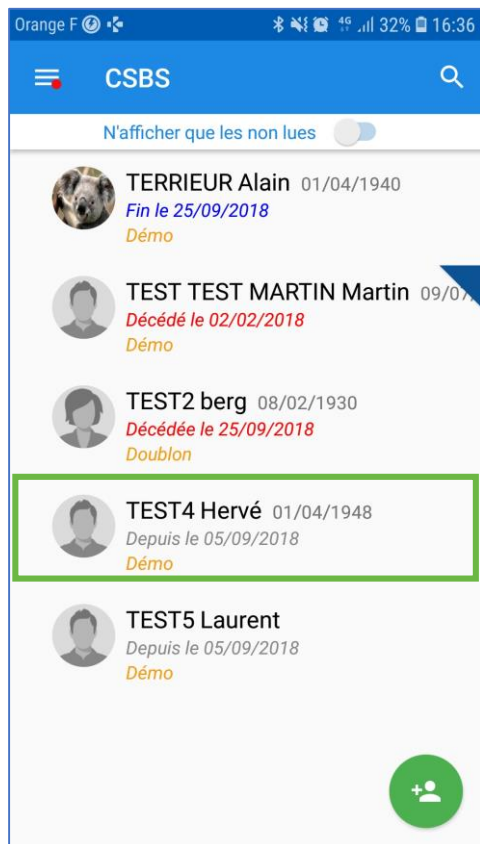 Orange F 4G 32% 16:36
CSBS
N'afficher que les non lues
TERRIEUR Alain 01/04/1940
Fin le 25/09/2018
Démo
TEST TEST MARTIN Martin 09/07/
Décédé le 02/02/2018
Démo
TEST2 berg 08/02/1930
Décédée le 25/09/2018
Doublon
TEST4 Hervé 01/04/1948
Depuis le 05/09/2018
Démo
TEST5 Laurent
Depuis le 05/09/2018
Démo